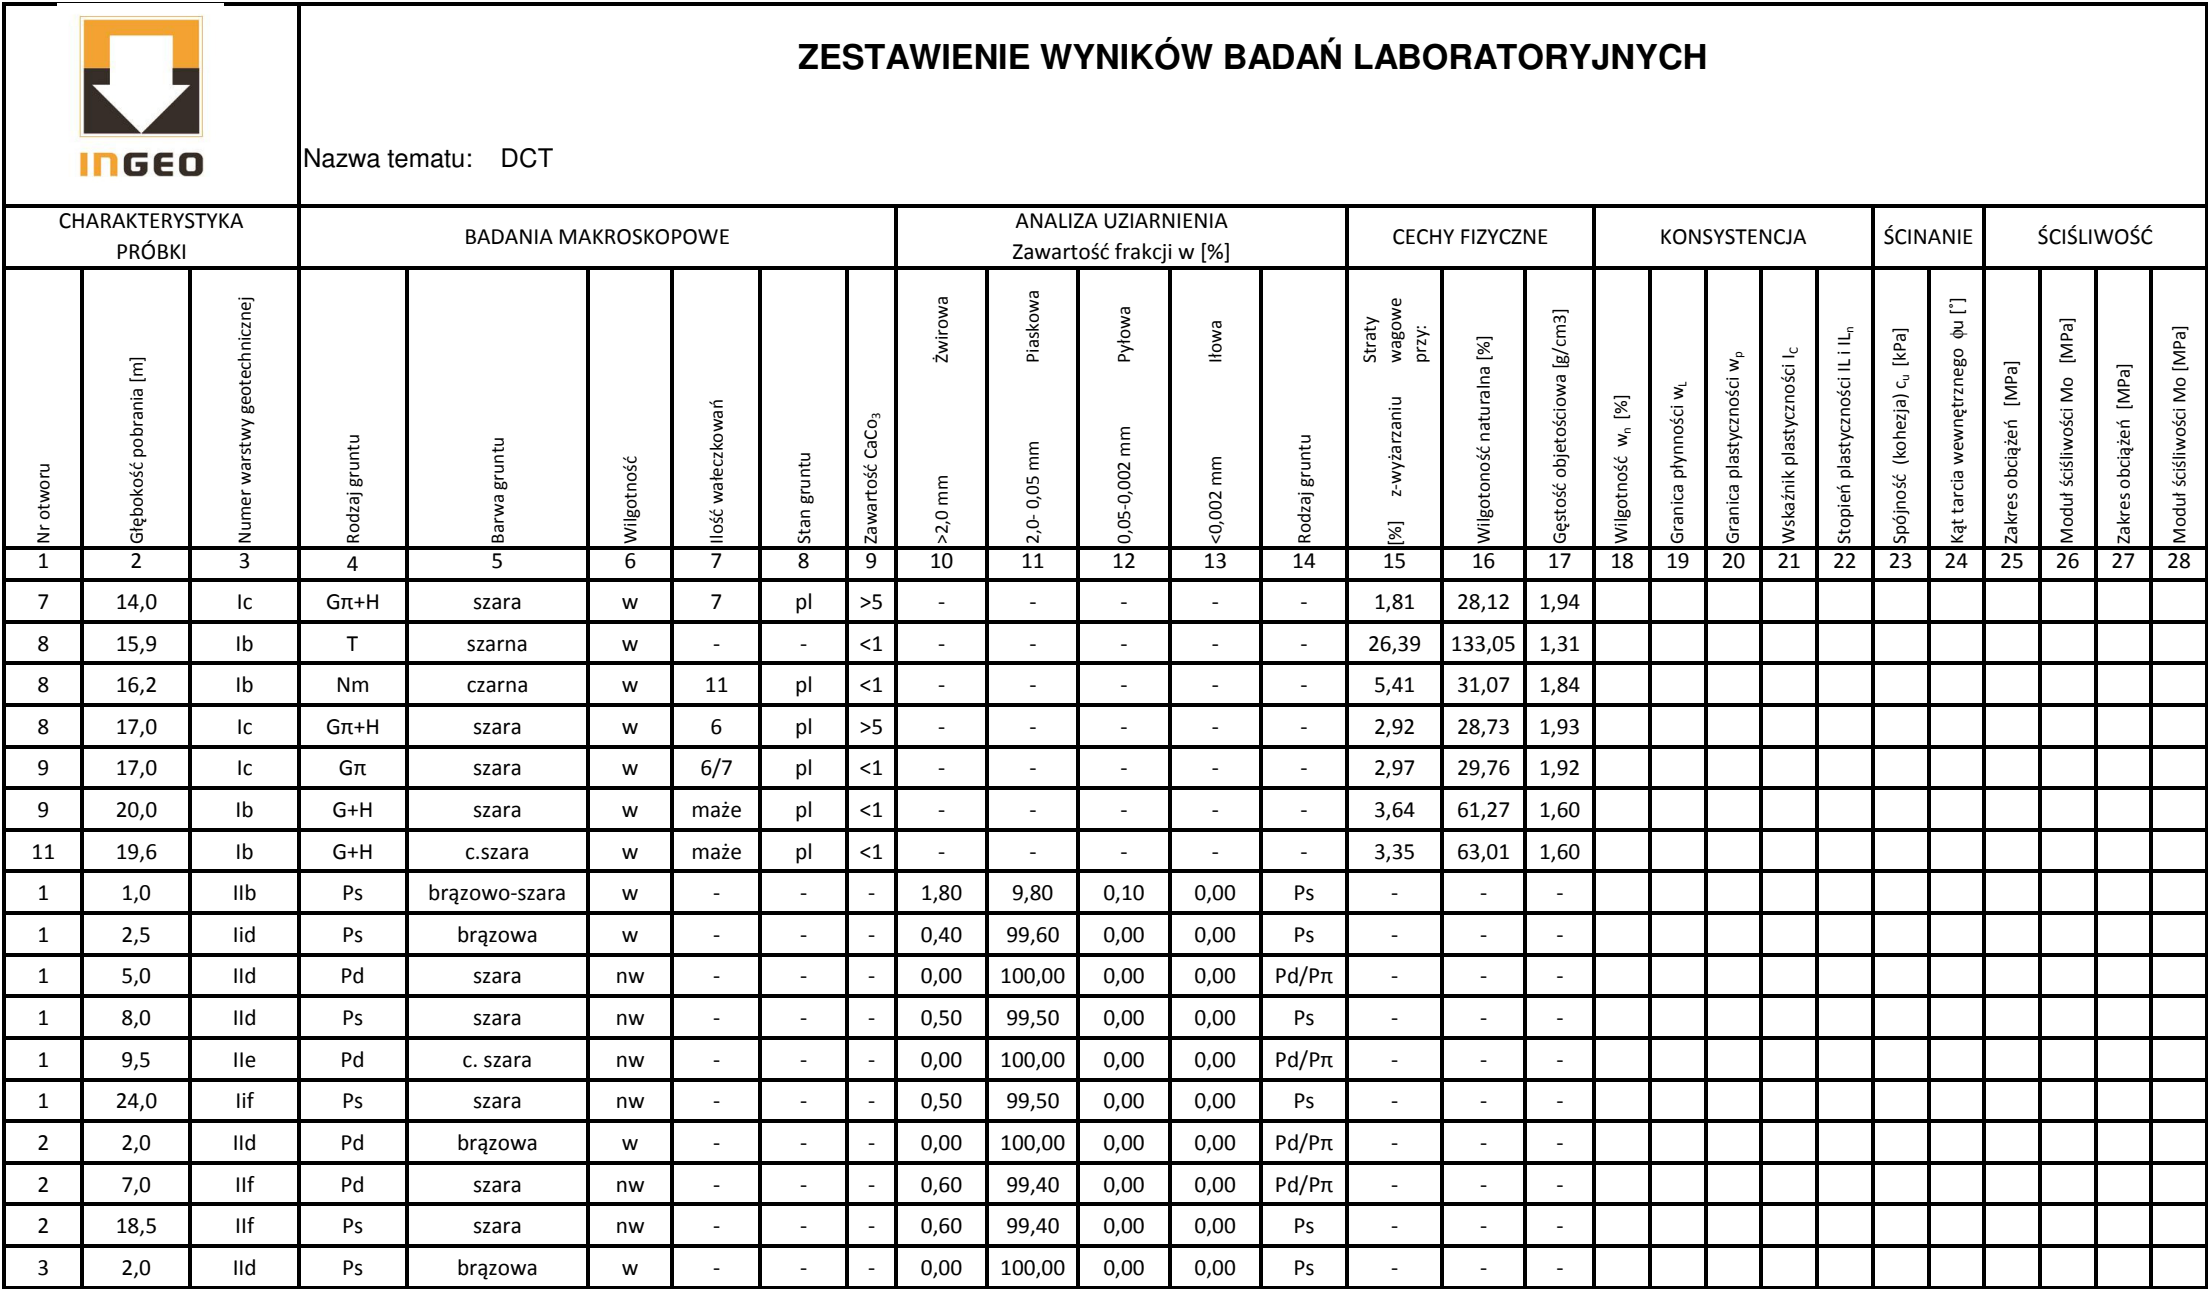 ZESTAWIENIE WYNIKÓW BADAŃ LABORATORYJNYCH
INGEO
Nazwa tematu: DCT
CHARAKTERYSTYKA PRÓBKI
BADANIA MAKROSKOPOWE
ANALIZA UZIARNIENIA
Zawartość frakcji w [%]
CECHY FIZYCZNE
KONSYSTENCJA
ŚCINANIE
ŚCIŚLIWOŚĆ
Nr otworu
Głębokość pobrania [m]
Numer warstwy geotechnicznej
Rodzaj gruntu
Barwa gruntu
Wilgotność
Ilość wałeczkowań
Stan gruntu
Zawartość CaCo₃
>2,0 mm Żwirowa
2,0- 0,05 mm Piaskowa
0,05-0,002 mm Pyłowa
<0,002 mm Iłowa
Rodzaj gruntu
Straty wagowe przy: [%] z-wyżarzaniu
Wilgotoność naturalna [%]
Gęstość objetościowa [g/cm3]
Wilgotność wₙ [%]
Granica płynności w_L
Granica plastyczności wₚ
Wskaźnik plastyczności I_C
Stopień plastyczności IL i ILₙ
Spójność (kohezja) cᵤ [kPa]
Kąt tarcia wewnętrznego ϕu [˚]
Zakres obciążeń [MPa]
Moduł ściśliwości Mo [MPa]
Zakres obciążeń [MPa]
Moduł ściśliwości Mo [MPa]
1 2 3 4 5 6 7 8 9 10 11 12 13 14 15 16 17 18 19 20 21 22 23 24 25 26 27 28
7 14,0 Ic Gπ+H szara w 7 pl >5 - - - - - 1,81 28,12 1,94
8 15,9 Ib T szarna w - - <1 - - - - - 26,39 133,05 1,31
8 16,2 Ib Nm czarna w 11 pl <1 - - - - - 5,41 31,07 1,84
8 17,0 Ic Gπ+H szara w 6 pl >5 - - - - - 2,92 28,73 1,93
9 17,0 Ic Gπ szara w 6/7 pl <1 - - - - - 2,97 29,76 1,92
9 20,0 Ib G+H szara w maże pl <1 - - - - - 3,64 61,27 1,60
11 19,6 Ib G+H c.szara w maże pl <1 - - - - - 3,35 63,01 1,60
1 1,0 IIb Ps brązowo-szara w - - - 1,80 9,80 0,10 0,00 Ps - - -
1 2,5 Iid Ps brązowa w - - - 0,40 99,60 0,00 0,00 Ps - - -
1 5,0 IId Pd szara nw - - - 0,00 100,00 0,00 0,00 Pd/Pπ - - -
1 8,0 IId Ps szara nw - - - 0,50 99,50 0,00 0,00 Ps - - -
1 9,5 IIe Pd c. szara nw - - - 0,00 100,00 0,00 0,00 Pd/Pπ - - -
1 24,0 Iif Ps szara nw - - - 0,50 99,50 0,00 0,00 Ps - - -
2 2,0 IId Pd brązowa w - - - 0,00 100,00 0,00 0,00 Pd/Pπ - - -
2 7,0 IIf Pd szara nw - - - 0,60 99,40 0,00 0,00 Pd/Pπ - - -
2 18,5 IIf Ps szara nw - - - 0,60 99,40 0,00 0,00 Ps - - -
3 2,0 IId Ps brązowa w - - - 0,00 100,00 0,00 0,00 Ps - - -